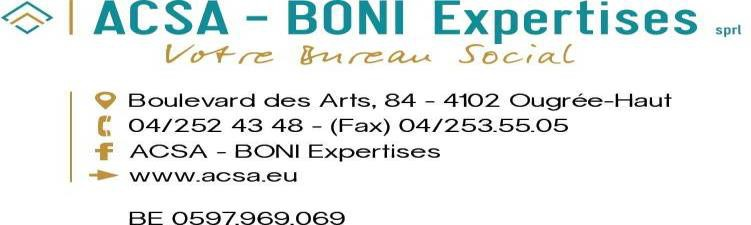 ACSA - BONI Expertises sprl
Votre Bureau Social
Boulevard des Arts, 84 - 4102 Ougrée-Haut
04/252 43 48 - (Fax) 04/253.55.05
ACSA - BONI Expertises
www.acsa.eu
BE 0597.969.069